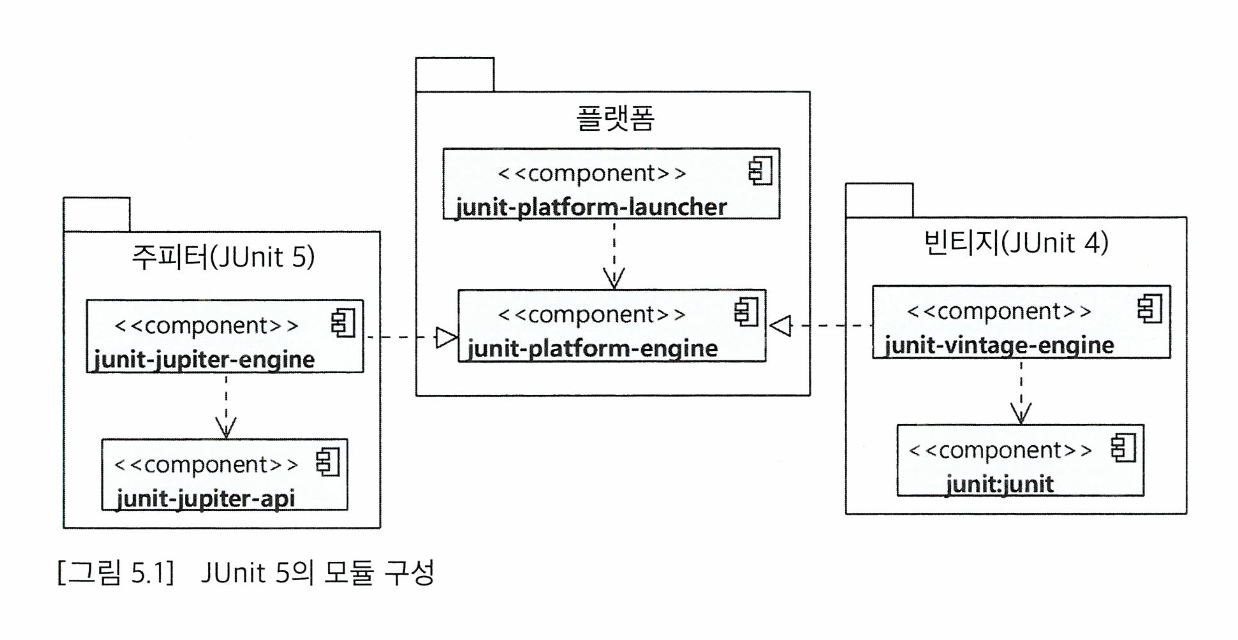 플랫폼
<<component>>
junit-platform-launcher
<<component>>
junit-platform-engine
주피터(JUnit 5)
<<component>>
junit-jupiter-engine
<<component>>
junit-jupiter-api
빈티지(JUnit 4)
<<component>>
junit-vintage-engine
<<component>>
junit:junit
[그림 5.1] JUnit 5의 모듈 구성